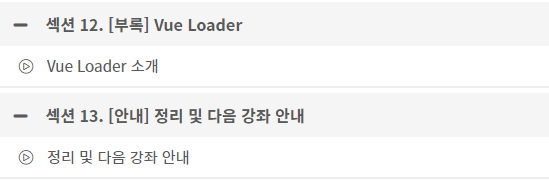 섹션 12. [부록] Vue Loader
Vue Loader 소개
섹션 13. [안내] 정리 및 다음 강좌 안내
정리 및 다음 강좌 안내